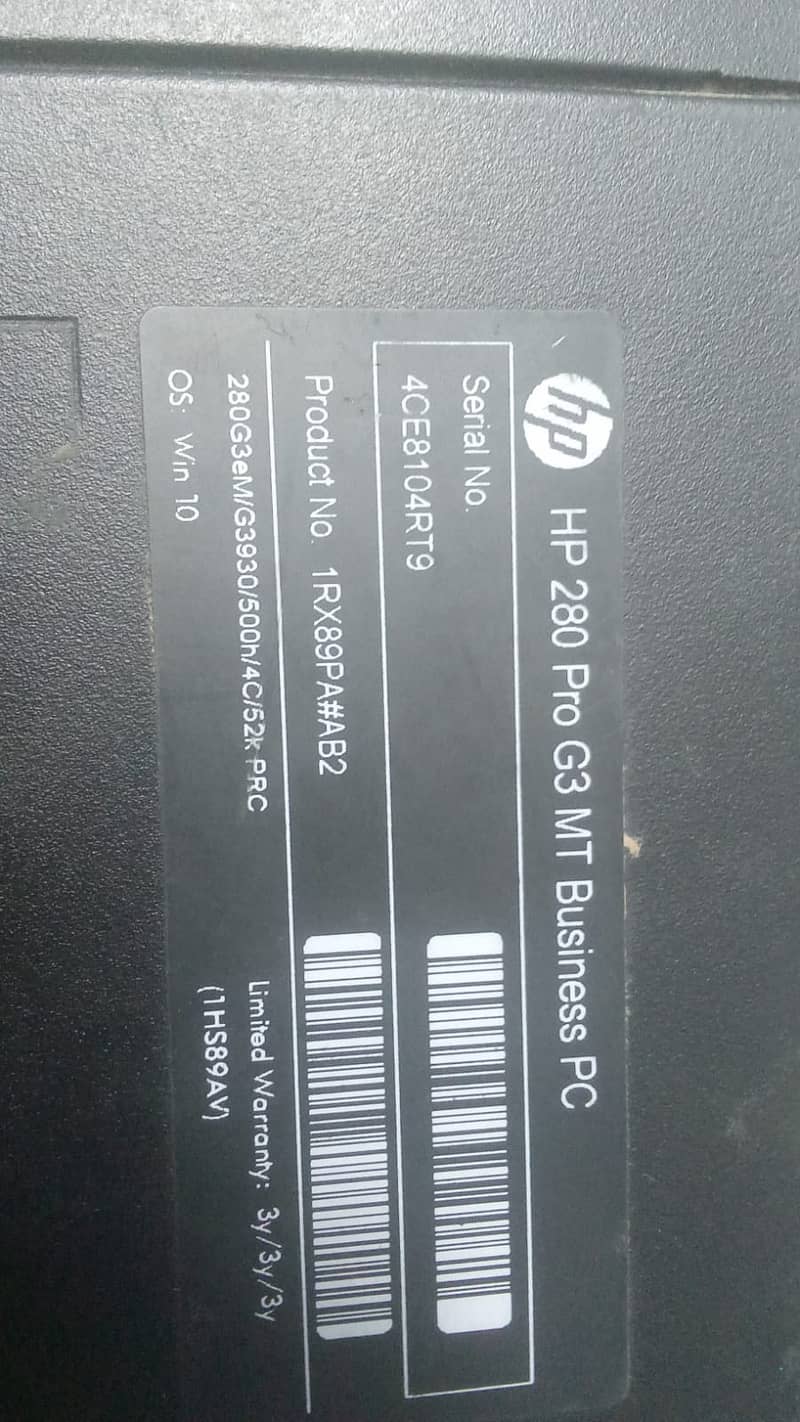 hp HP 280 Pro G3 MT Business PC
Serial No.
4CE8104RT9
Product No. 1RX89PA#AB2
280G3eM/G3930/500h/4C/52k PRC
Limited Warranty: 3y/3y/3y
OS: Win 10
(1HS89AV)